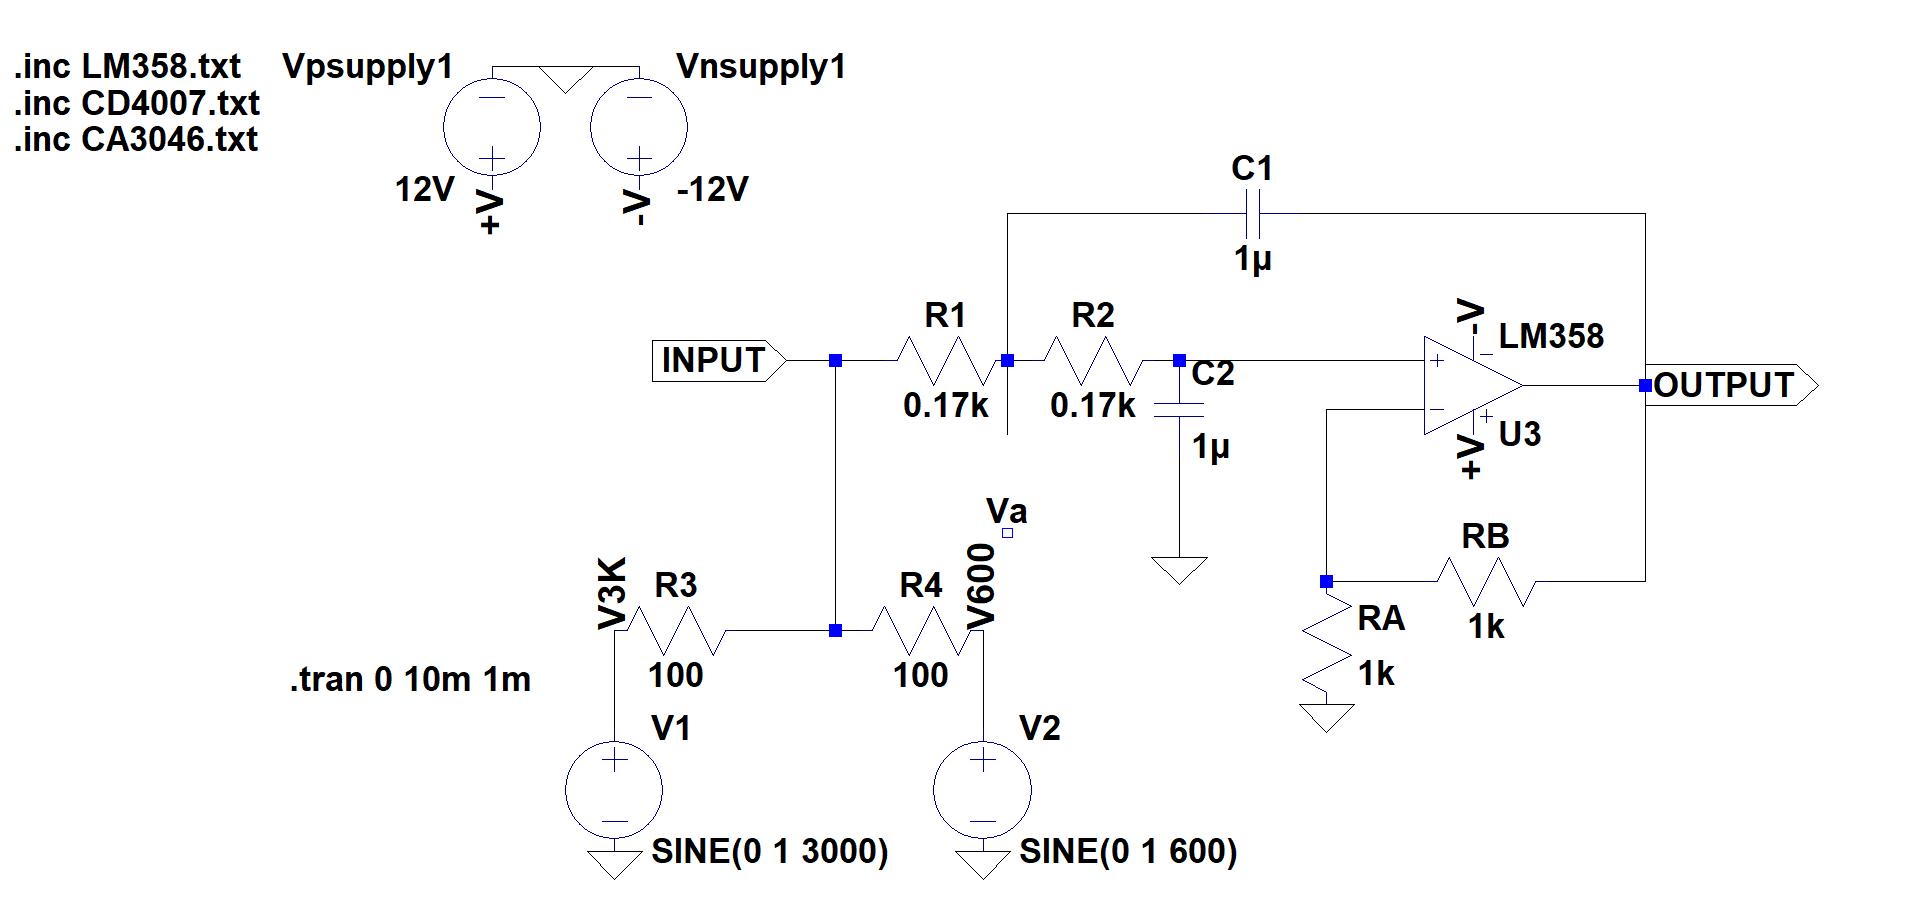 .inc LM358.txt
.inc CD4007.txt
.inc CA3046.txt
Vpsupply1
Vnsupply1
12V
+V
-V
-12V
C1
1µ
INPUT
R1
0.17k
R2
0.17k
C2
1µ
-V
LM358
U3
+V
OUTPUT
Va
V3K
R3
100
R4
100
V600
RB
1k
RA
1k
.tran 0 10m 1m
V1
SINE(0 1 3000)
V2
SINE(0 1 600)